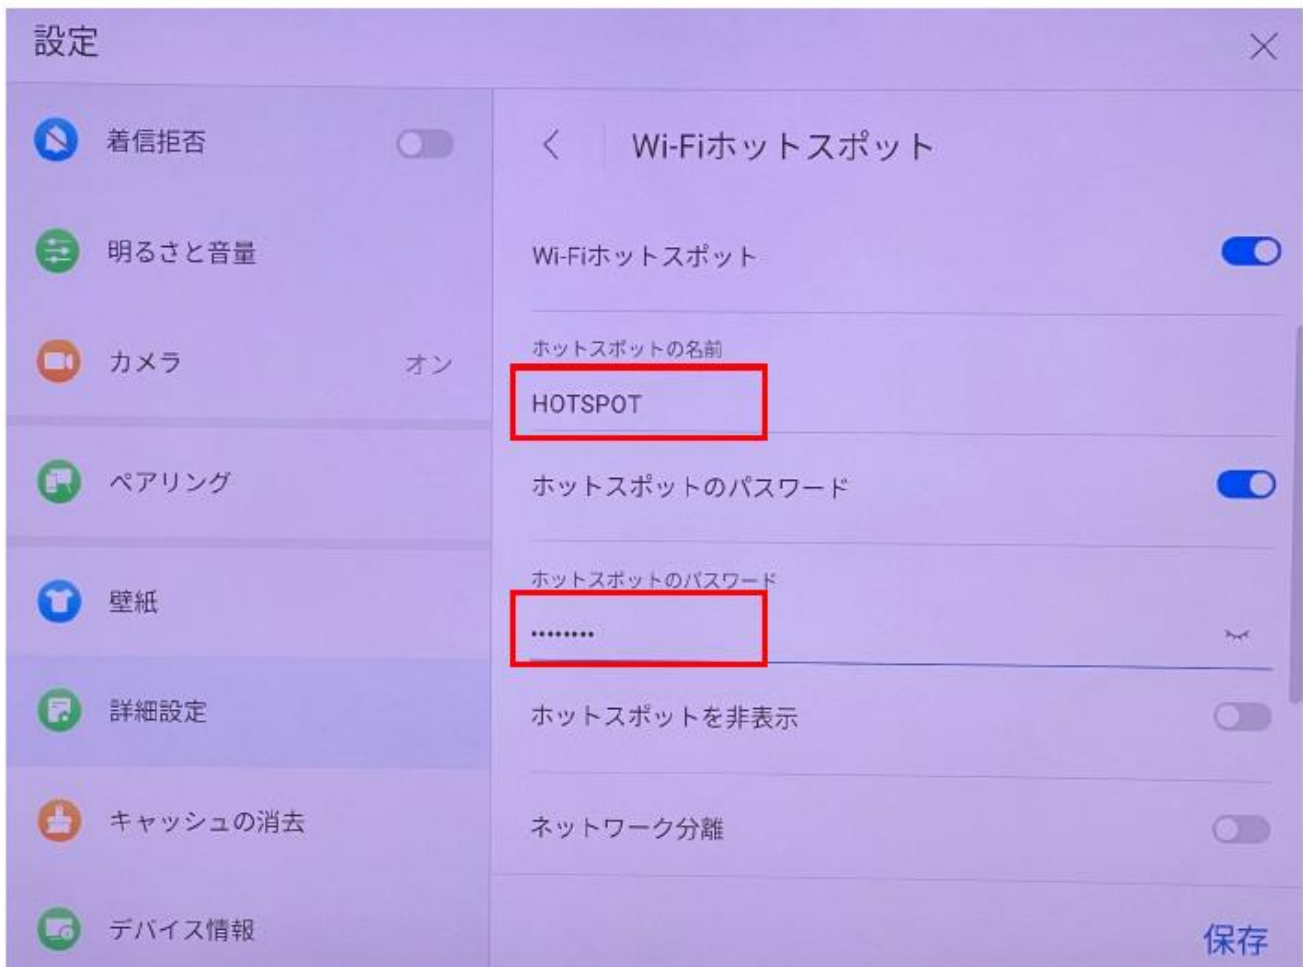 設定
着信拒否
明るさと音量
カメラ
オン
ペアリング
壁紙
詳細設定
キャッシュの消去
デバイス情報
Wi-Fiホットスポット
Wi-Fiホットスポット
ホットスポットの名前
HOTSPOT
ホットスポットのパスワード
ホットスポットのパスワード
••••••••
ホットスポットを非表示
ネットワーク分離
保存